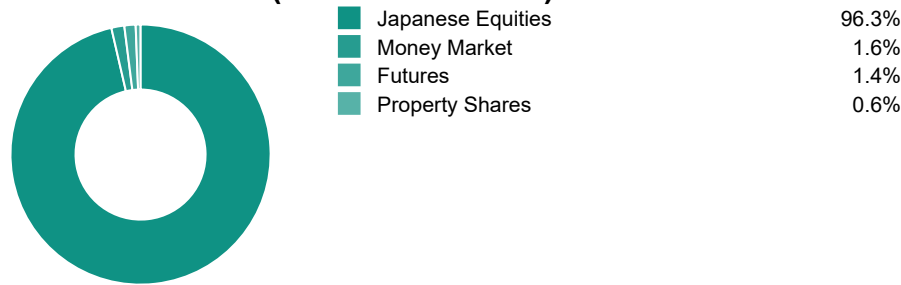 Japanese Equities 96.3%
Money Market 1.6%
Futures 1.4%
Property Shares 0.6%